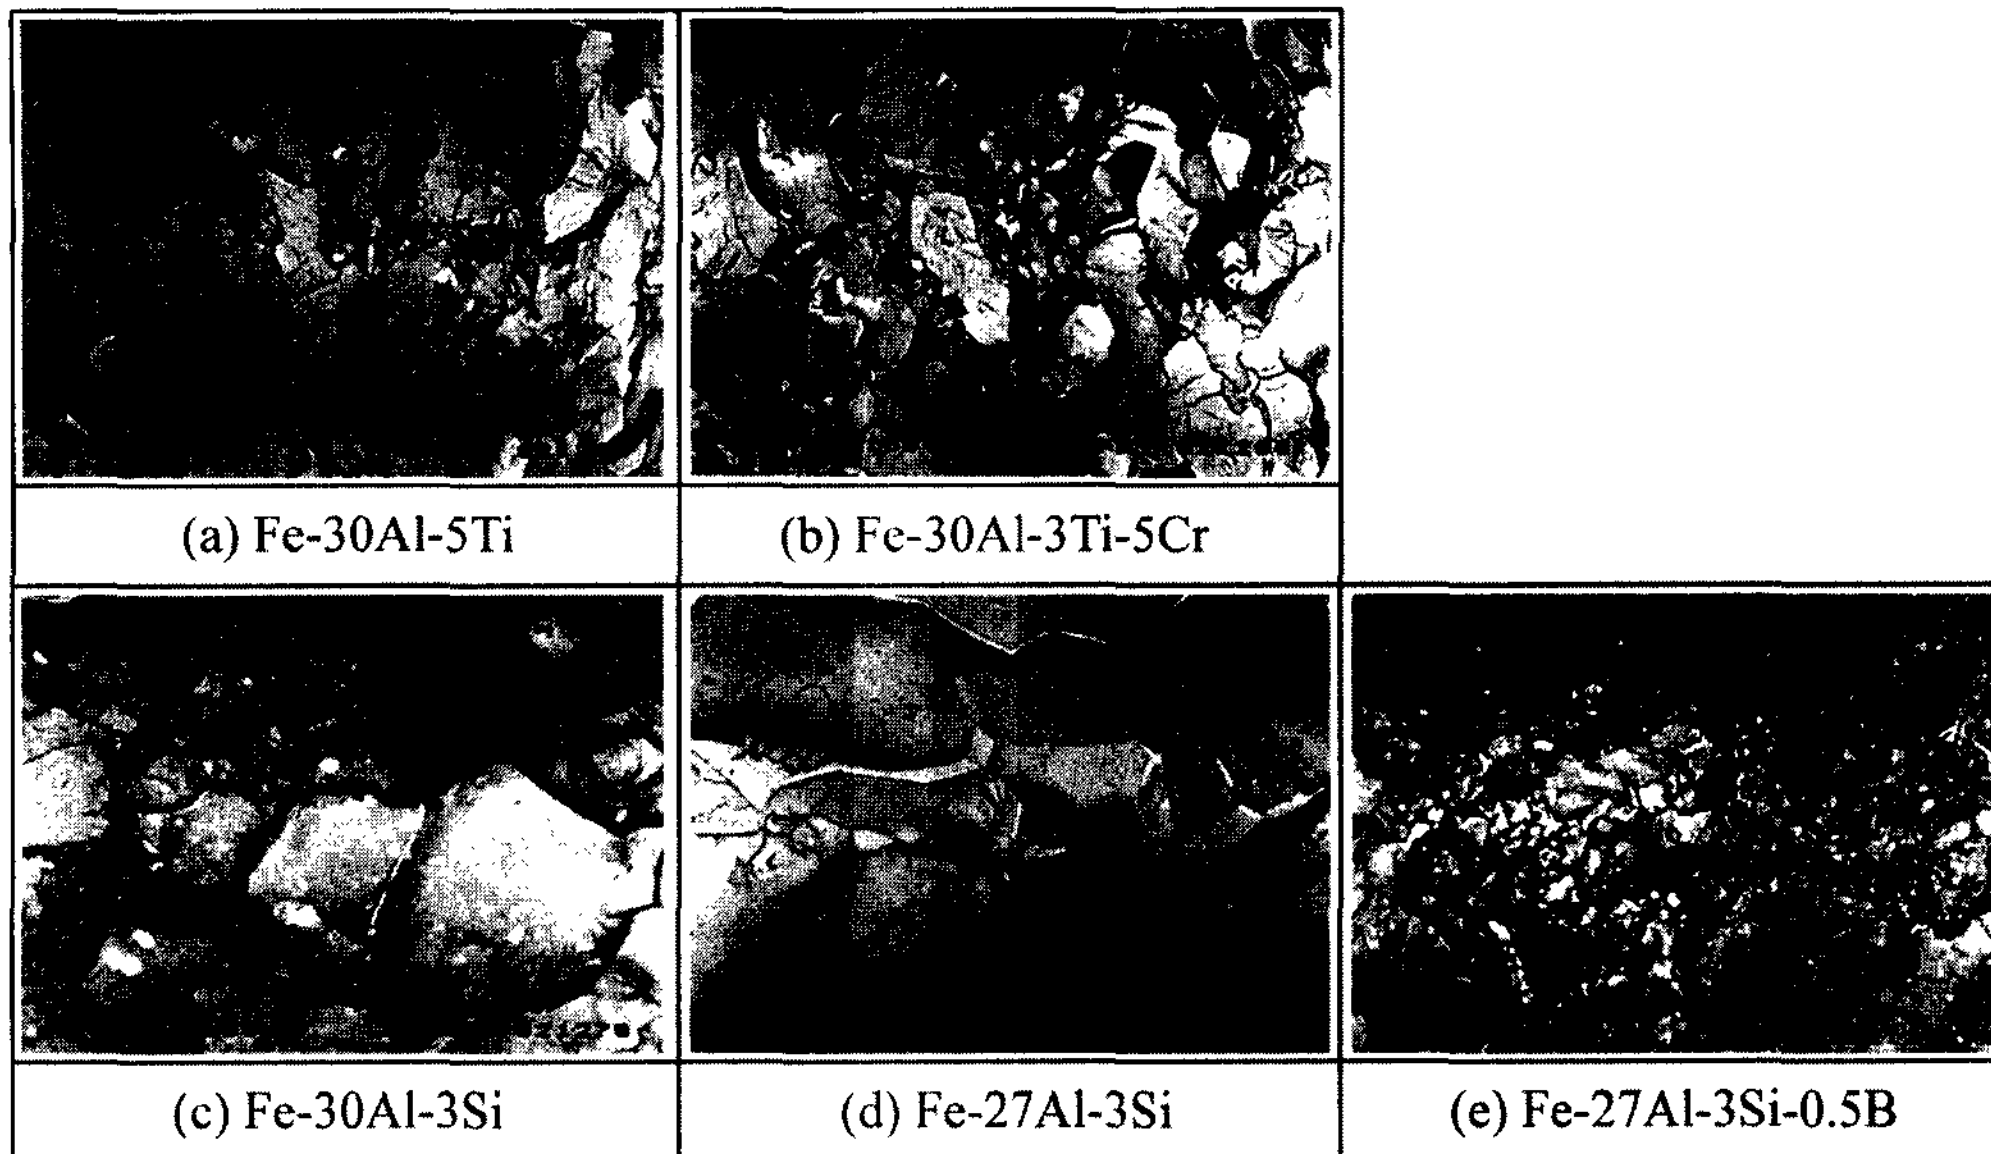 (a) Fe-30Al-5Ti
(b) Fe-30Al-3Ti-5Cr
(c) Fe-30Al-3Si
(d) Fe-27Al-3Si
(e) Fe-27Al-3Si-0.5B